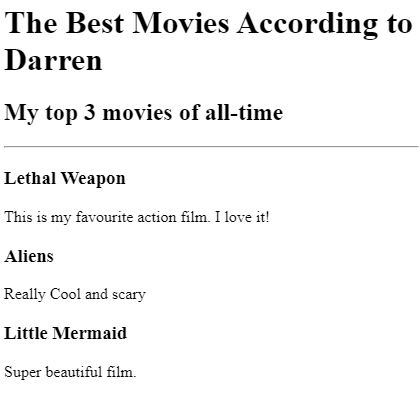 The Best Movies According to
Darren
My top 3 movies of all-time
Lethal Weapon
This is my favourite action film. I love it!
Aliens
Really Cool and scary
Little Mermaid
Super beautiful film.